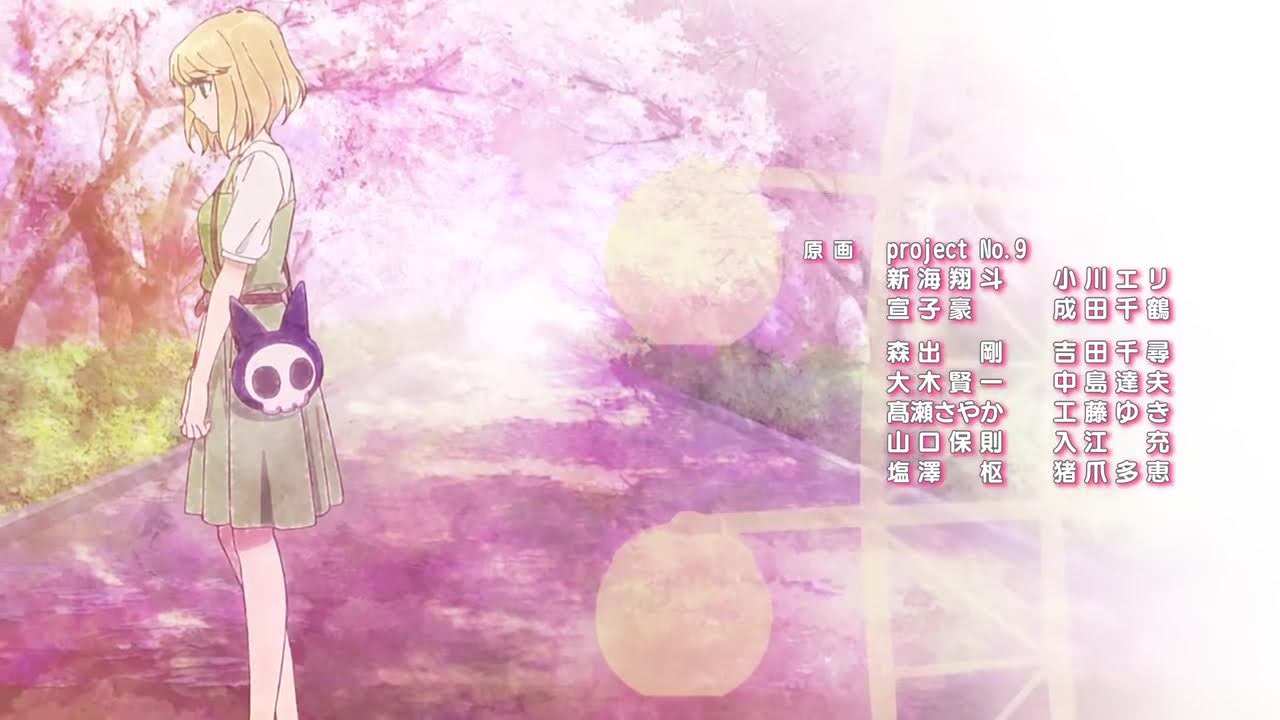 原画 project No.9
新海翔斗 小川エリ
宣子豪 成田千鶴
森出 剛 吉田千尋
大木賢一 中島達夫
髙瀬さやか 工藤ゆき
山口保則 入江 充
塩澤 枢 猪爪多恵